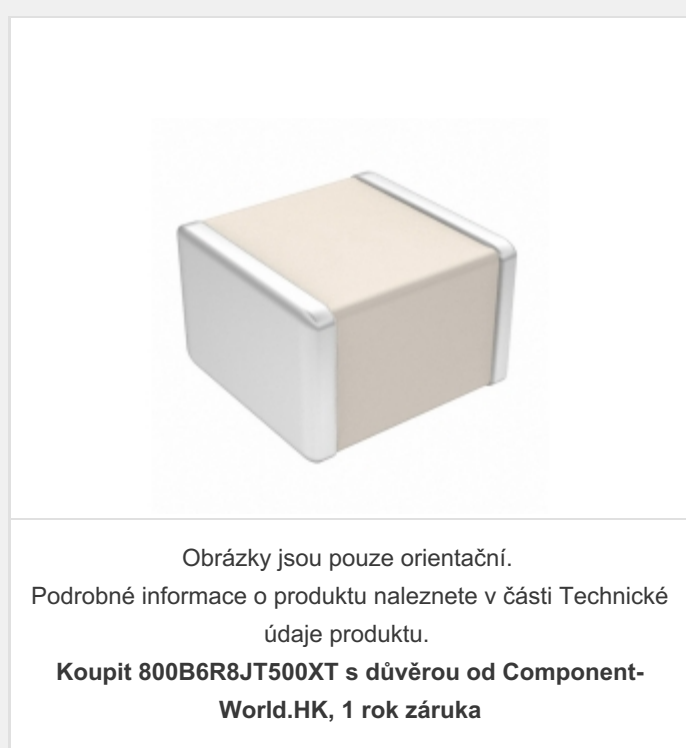 Obrázky jsou pouze orientační.
Podrobné informace o produktu naleznete v části Technické
údaje produktu.
Koupit 800B6R8JT500XT s důvěrou od Component-
World.HK, 1 rok záruka